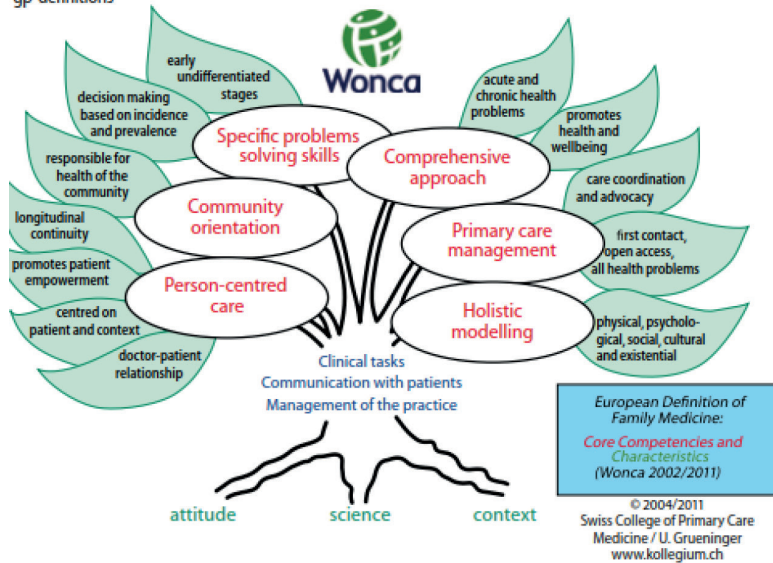 gp-definitions
Wonca
early
undifferentiated
stages
decision making
based on incidence
and prevalence
responsible for
health of the
community
longitudinal
continuity
promotes patient
empowerment
centred on
patient and context
doctor-patient
relationship
Specific problems
solving skills
Community
orientation
Person-centred
care
Comprehensive
approach
Primary care
management
Holistic
modelling
acute and
chronic health
problems
promotes
health and
wellbeing
care coordination
and advocacy
first contact,
open access,
all health problems
physical, psycholo-
gical, social, cultural
and existential
Clinical tasks
Communication with patients
Management of the practice
attitude
science
context
European Definition of
Family Medicine:
Core Competencies and
Characteristics
(Wonca 2002/2011)
© 2004/2011
Swiss College of Primary Care
Medicine / U. Grueninger
www.kollegium.ch